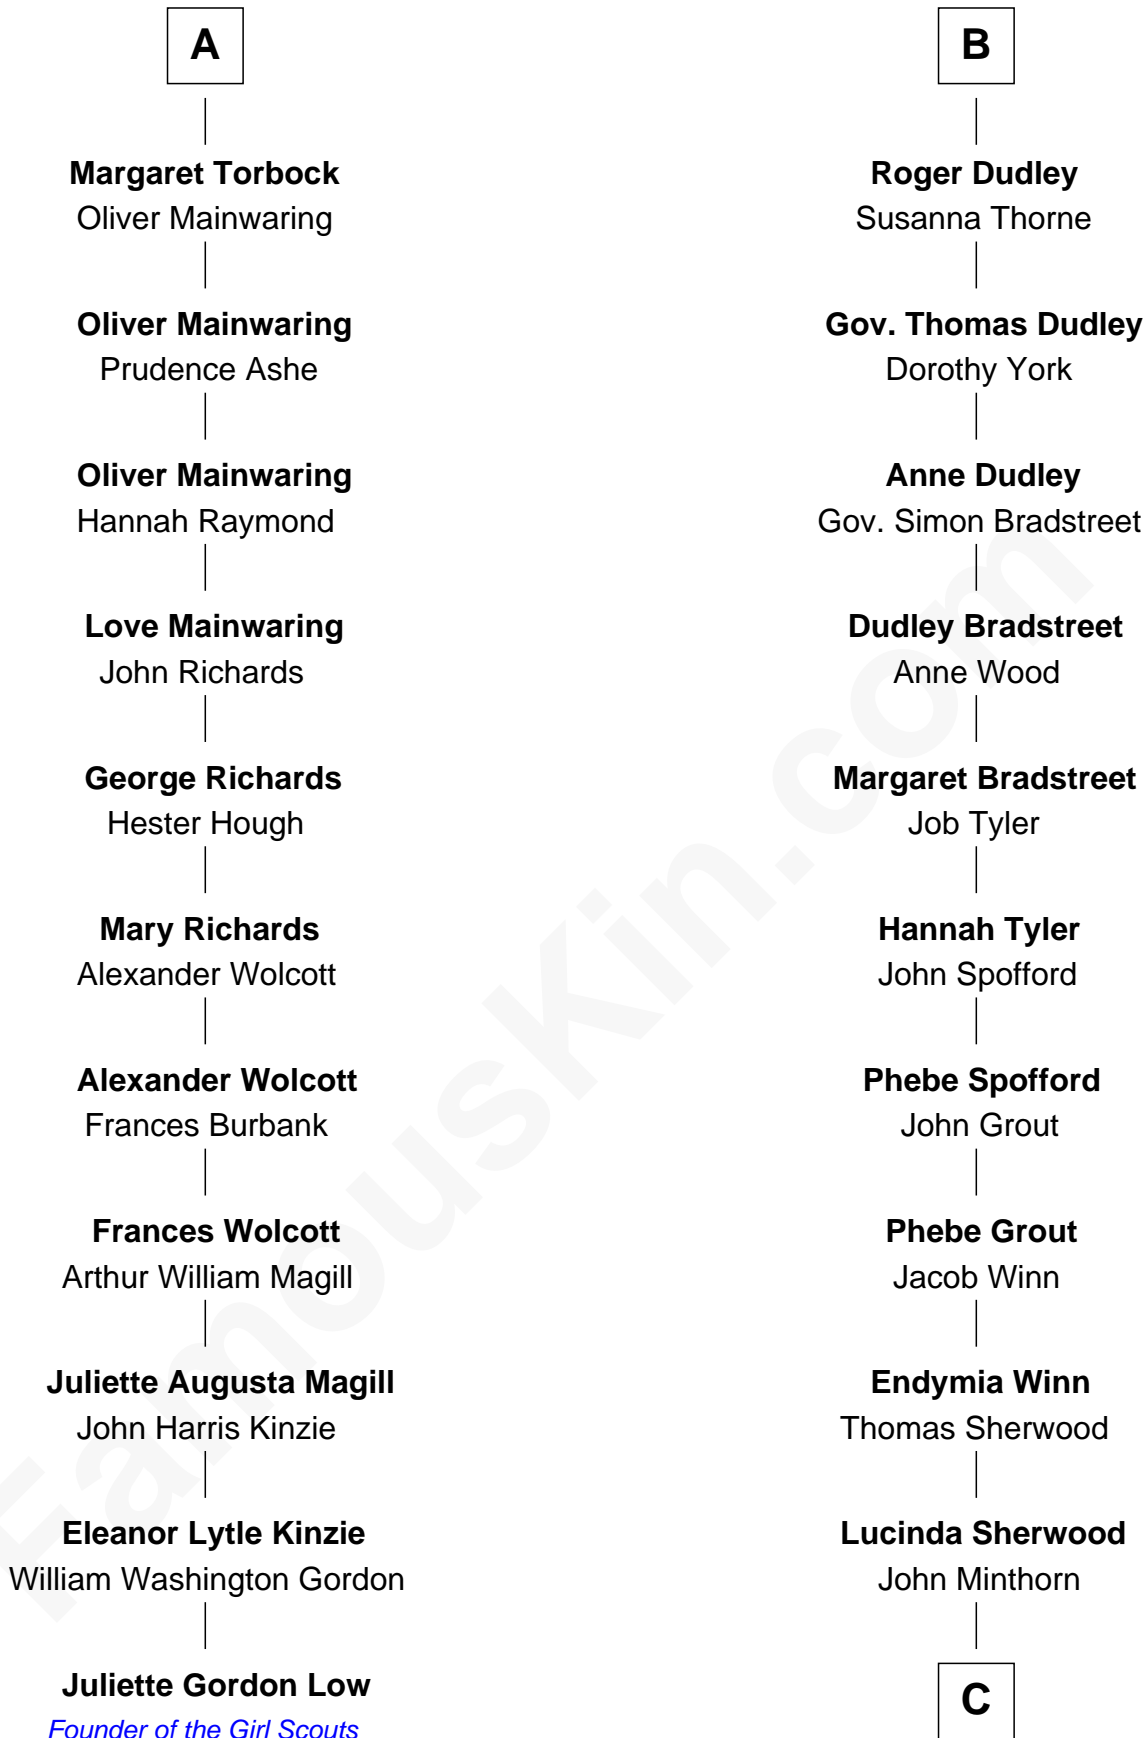 A
Margaret Torbock
Oliver Mainwaring
Oliver Mainwaring
Prudence Ashe
Oliver Mainwaring
Hannah Raymond
Love Mainwaring
John Richards
George Richards
Hester Hough
Mary Richards
Alexander Wolcott
Alexander Wolcott
Frances Burbank
Frances Wolcott
Arthur William Magill
Juliette Augusta Magill
John Harris Kinzie
Eleanor Lytle Kinzie
William Washington Gordon
Juliette Gordon Low
Founder of the Girl Scouts
B
Roger Dudley
Susanna Thorne
Gov. Thomas Dudley
Dorothy York
Anne Dudley
Gov. Simon Bradstreet
Dudley Bradstreet
Anne Wood
Margaret Bradstreet
Job Tyler
Hannah Tyler
John Spofford
Phebe Spofford
John Grout
Phebe Grout
Jacob Winn
Endymia Winn
Thomas Sherwood
Lucinda Sherwood
John Minthorn
C
FamousKin.com